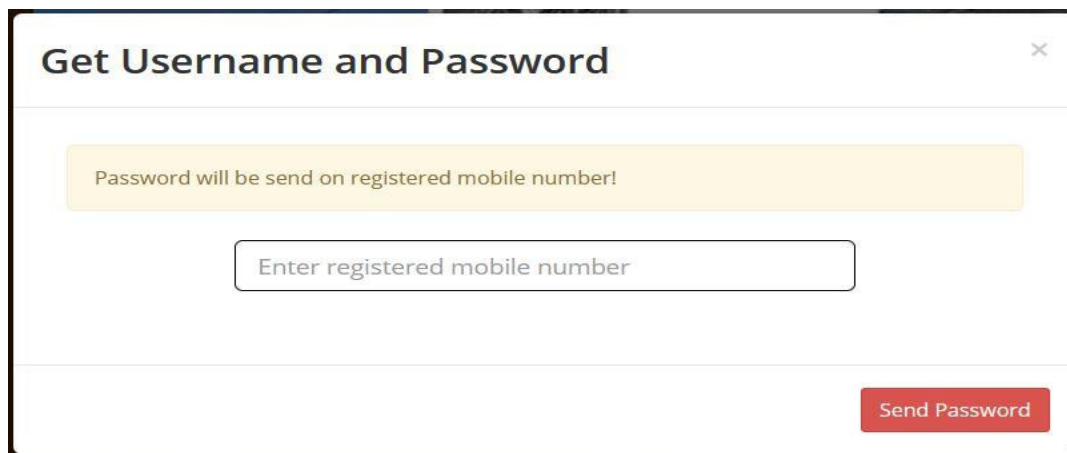 Get Username and Password
×
Password will be send on registered mobile number!
Enter registered mobile number
Send Password